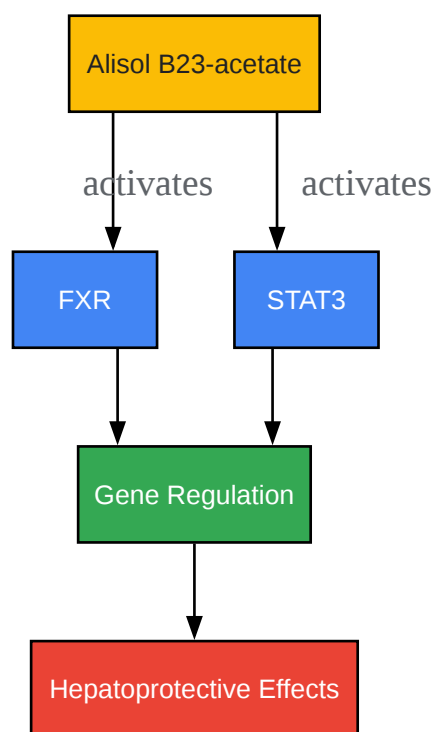 Alisol B23-acetate
activates
activates
FXR
STAT3
Gene Regulation
Hepatoprotective Effects